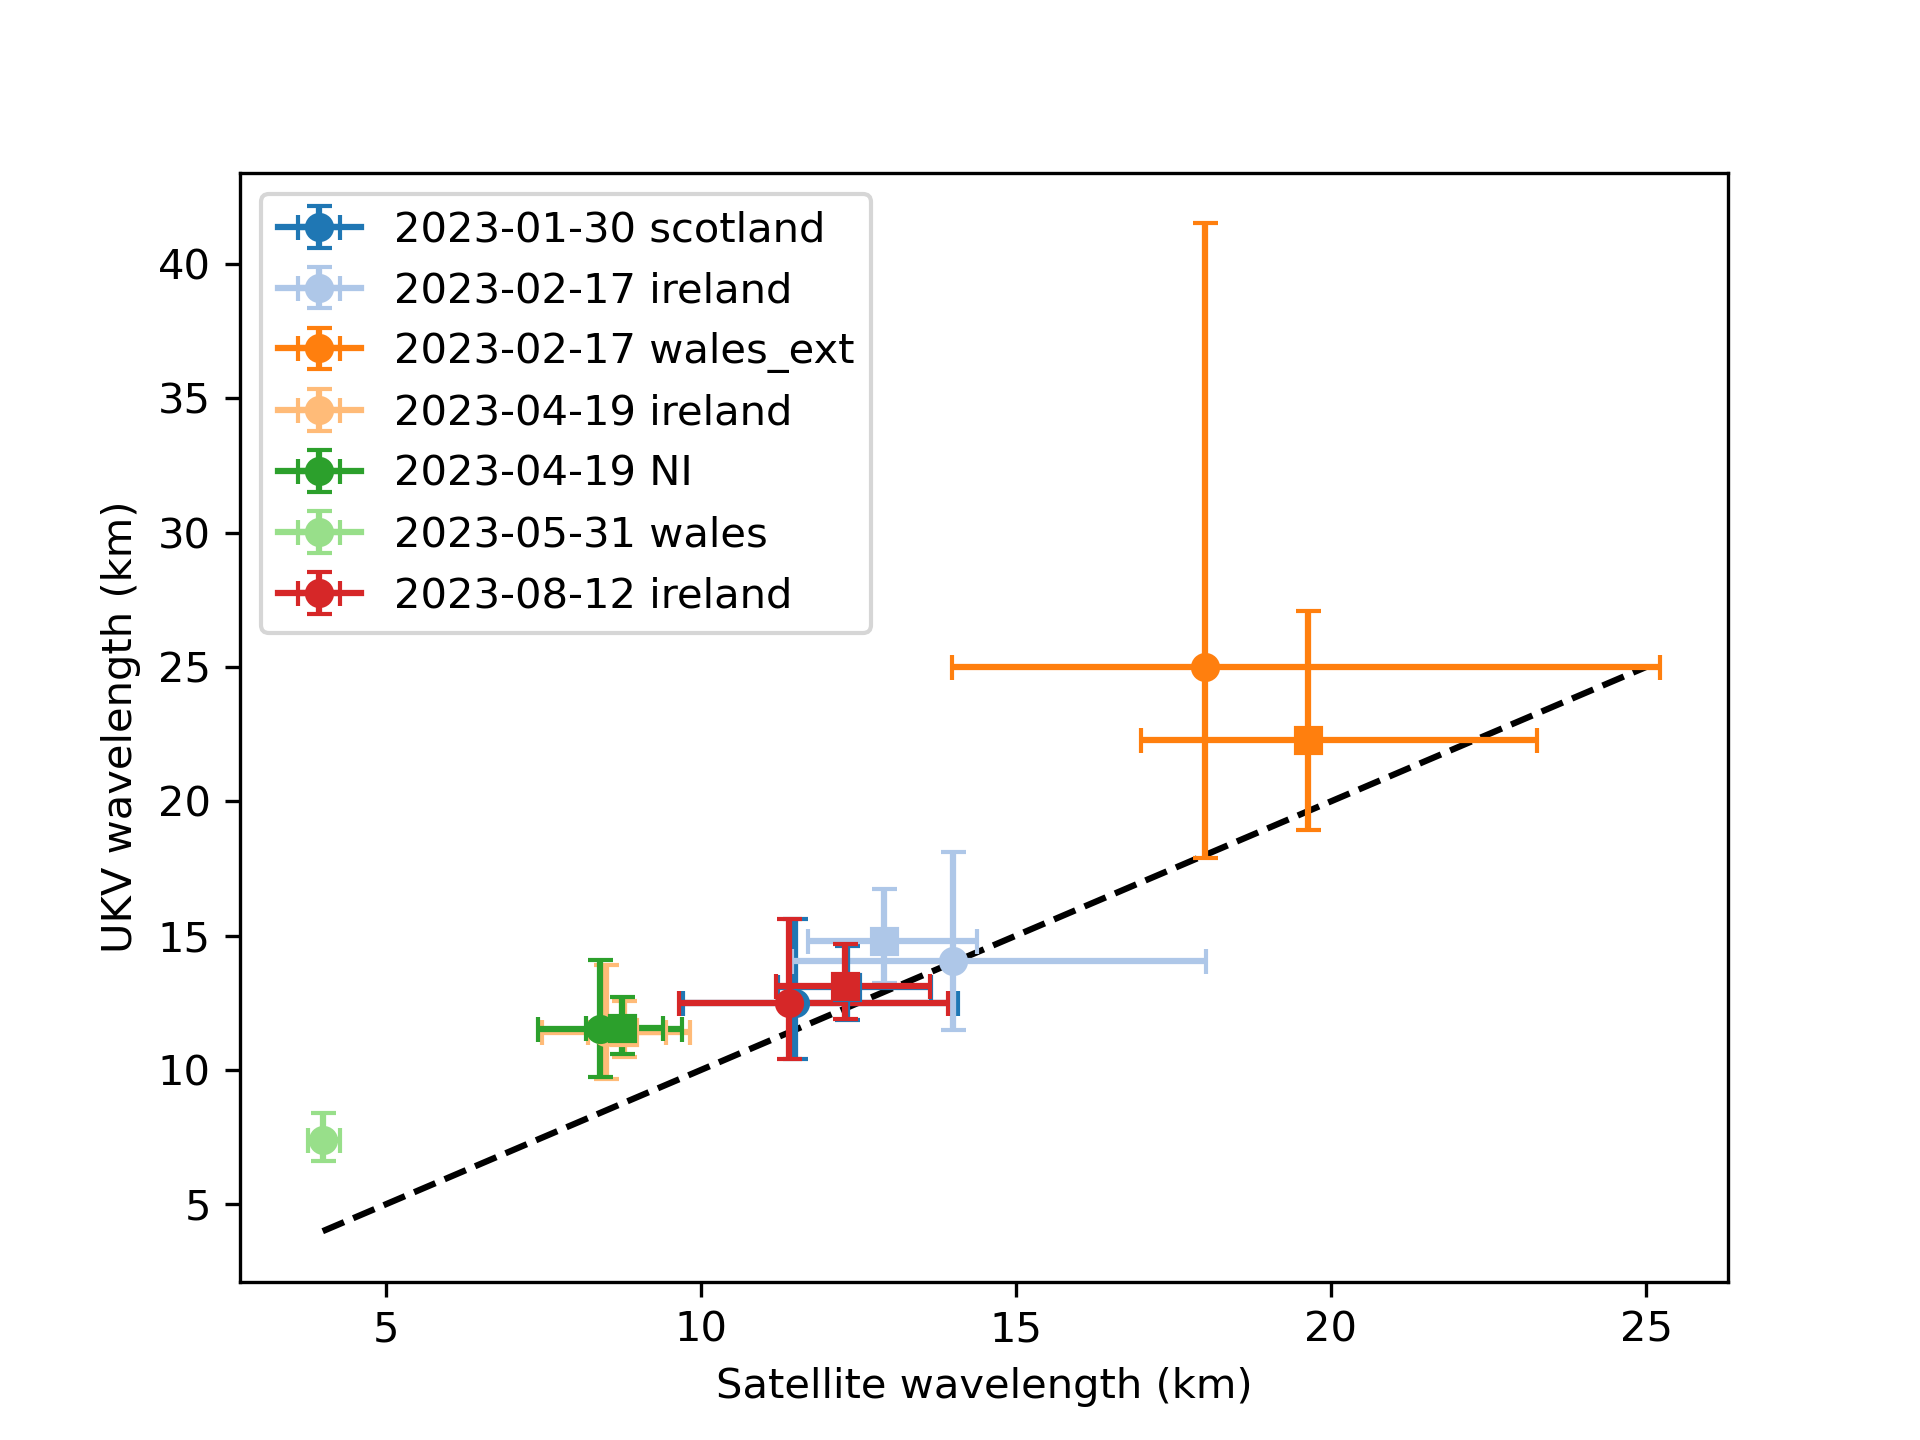 2023-01-30 scotland
2023-02-17 ireland
2023-02-17 wales_ext
2023-04-19 ireland
2023-04-19 NI
2023-05-31 wales
2023-08-12 ireland
40
35
30
25
20
15
10
5
UKV wavelength (km)
5 10 15 20 25
Satellite wavelength (km)